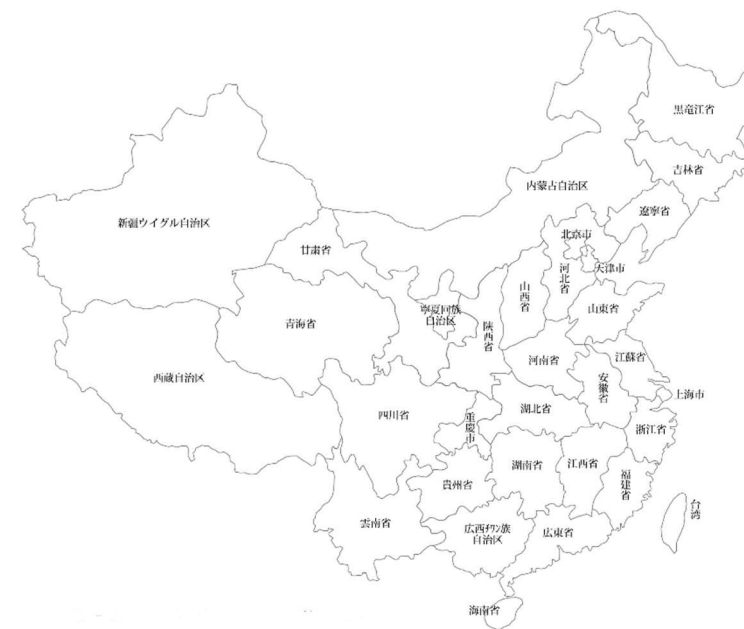 黒竜江省
吉林省
内蒙古自治区
遼寧省
新疆ウイグル自治区
北京市
甘粛省
天津市
河北省
山西省
寧夏回族
自治区
山東省
青海省
陝西省
河南省
江蘇省
西蔵自治区
安徽省
上海市
湖北省
四川省
重慶市
浙江省
湖南省
江西省
貴州省
福建省
台湾
雲南省
広西ﾁﾜﾝ族
自治区
広東省
海南省